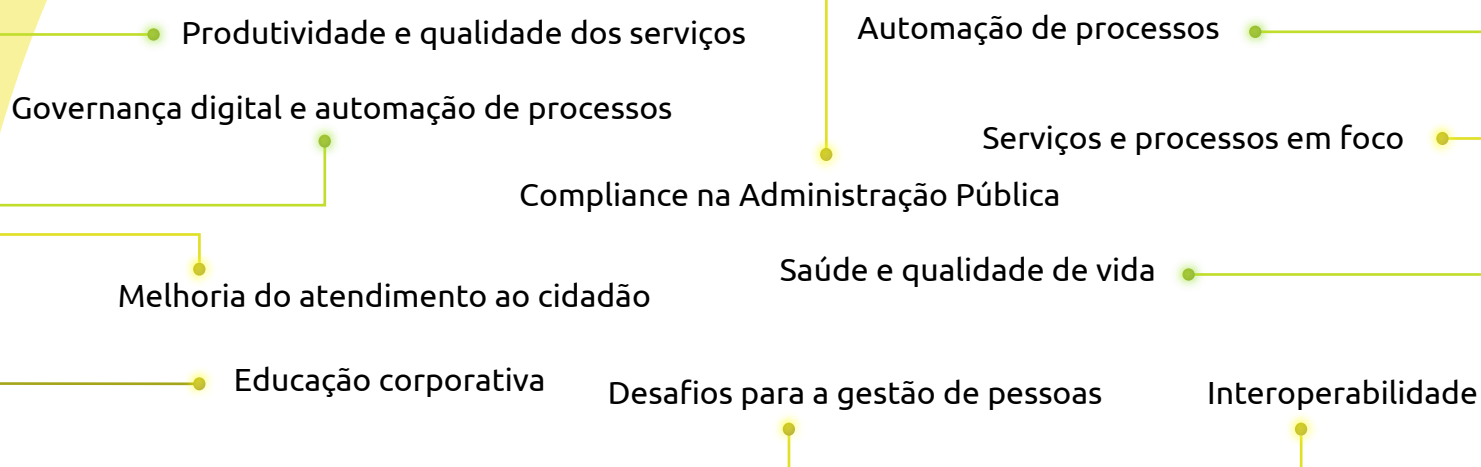 Produtividade e qualidade dos serviços
Automação de processos
Governança digital e automação de processos
Serviços e processos em foco
Compliance na Administração Pública
Saúde e qualidade de vida
Melhoria do atendimento ao cidadão
Educação corporativa
Desafios para a gestão de pessoas
Interoperabilidade